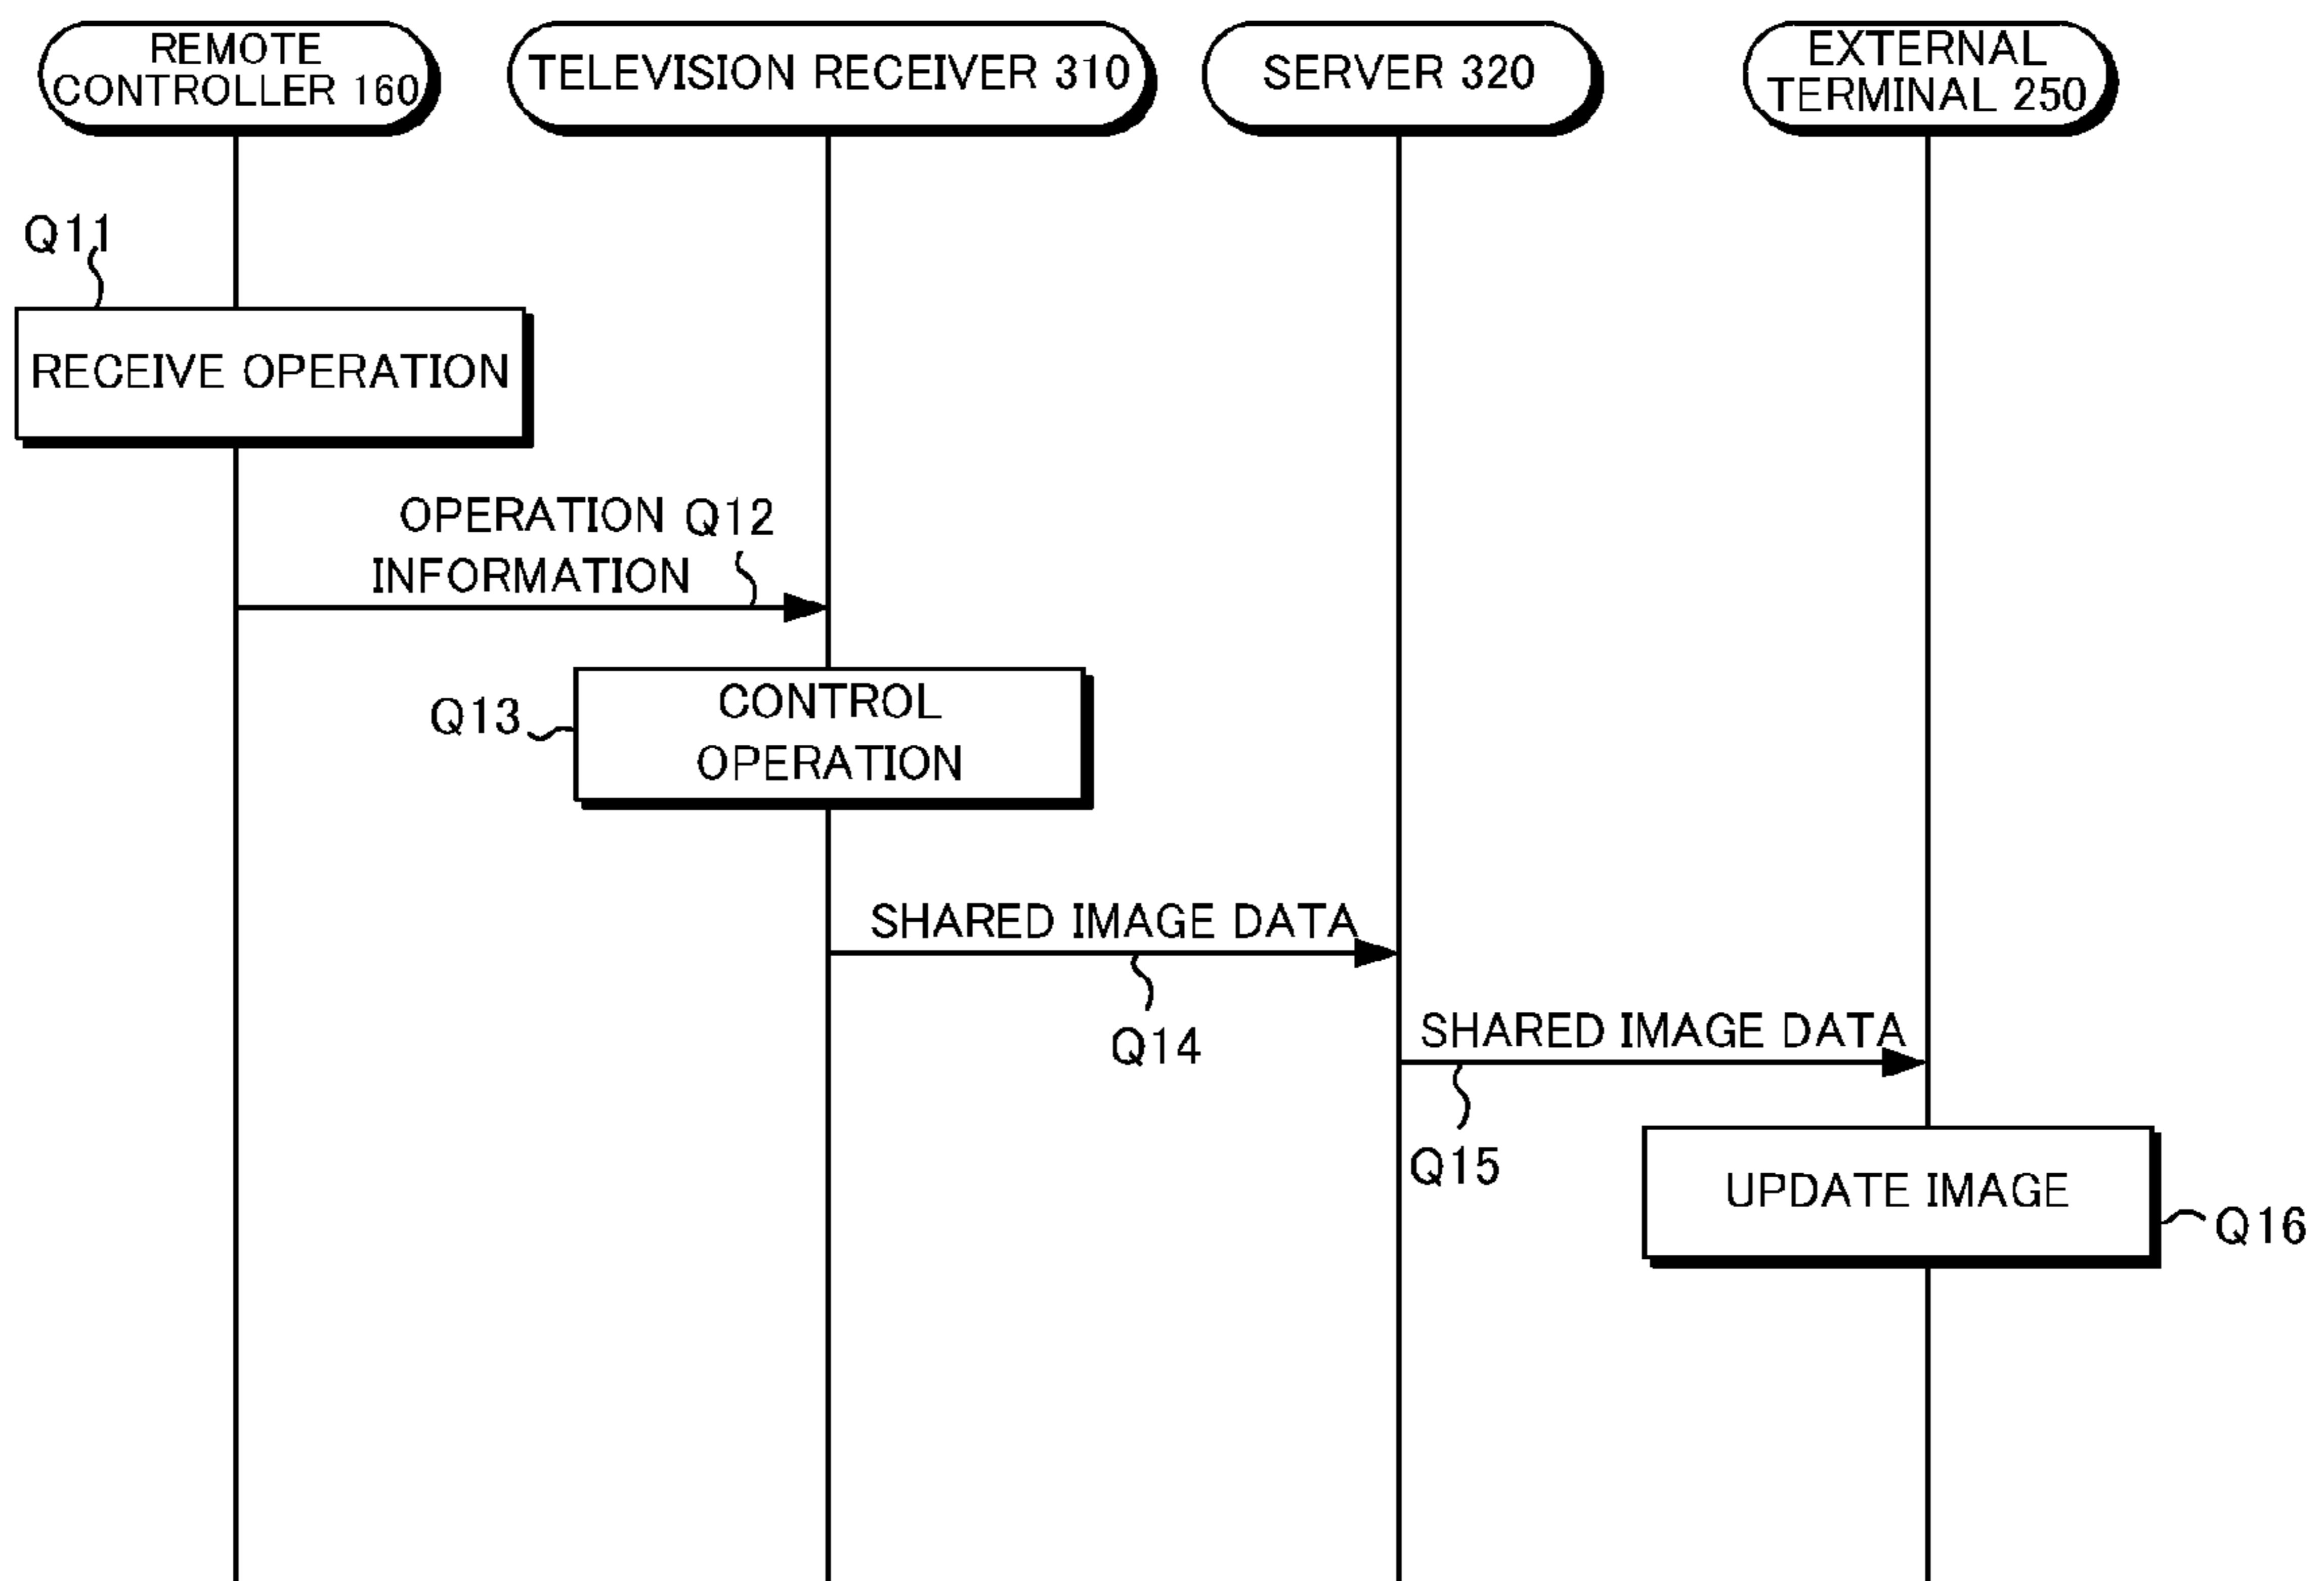 REMOTE
CONTROLLER 160
TELEVISION RECEIVER 310
SERVER 320
EXTERNAL
TERMINAL 250
Q11
RECEIVE OPERATION
OPERATION
INFORMATION
Q12
Q13
CONTROL
OPERATION
SHARED IMAGE DATA
Q14
SHARED IMAGE DATA
Q15
UPDATE IMAGE
Q16